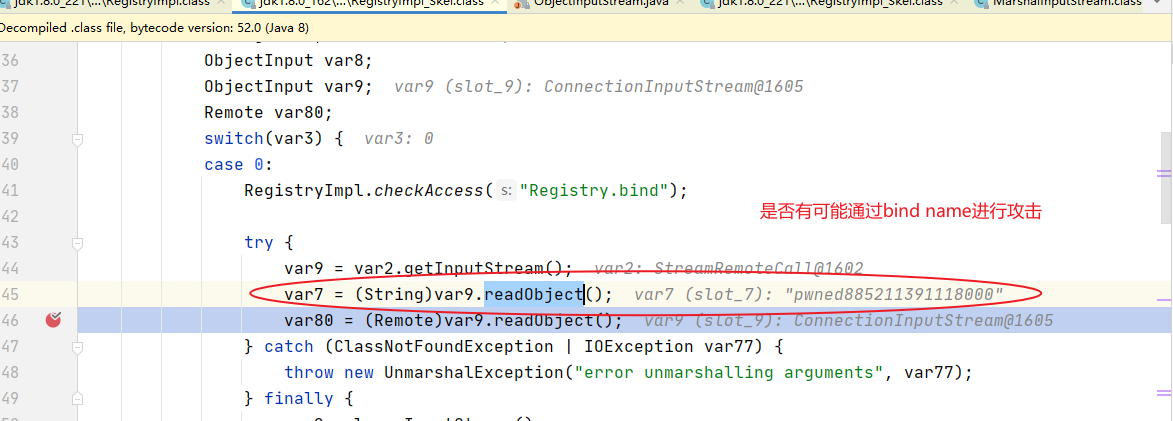 jdk1.8.0_221\...\RegistryImpl.class jdk1.8.0_162\...\RegistryImpl_Skel.class ObjectInputStream.java jdk1.8.0_221\...\RegistryImpl_Skel.class MarshalInputStream.class
Decompiled .class file, bytecode version: 52.0 (Java 8)
36 ObjectInput var8;
37 ObjectInput var9; var9 (slot_9): ConnectionInputStream@1605
38 Remote var80;
39 switch(var3) { var3: 0
40 case 0:
41 RegistryImpl.checkAccess( s: "Registry.bind");
42 是否有可能通过bind name进行攻击
43 try {
44 var9 = var2.getInputStream(); var2: StreamRemoteCall@1602
45 var7 = (String)var9.readObject(); var7 (slot_7): "pwned885211391118000"
46 var80 = (Remote)var9.readObject(); var9 (slot_9): ConnectionInputStream@1605
47 } catch (ClassNotFoundException | IOException var77) {
48 throw new UnmarshalException("error unmarshalling arguments", var77);
49 } finally {